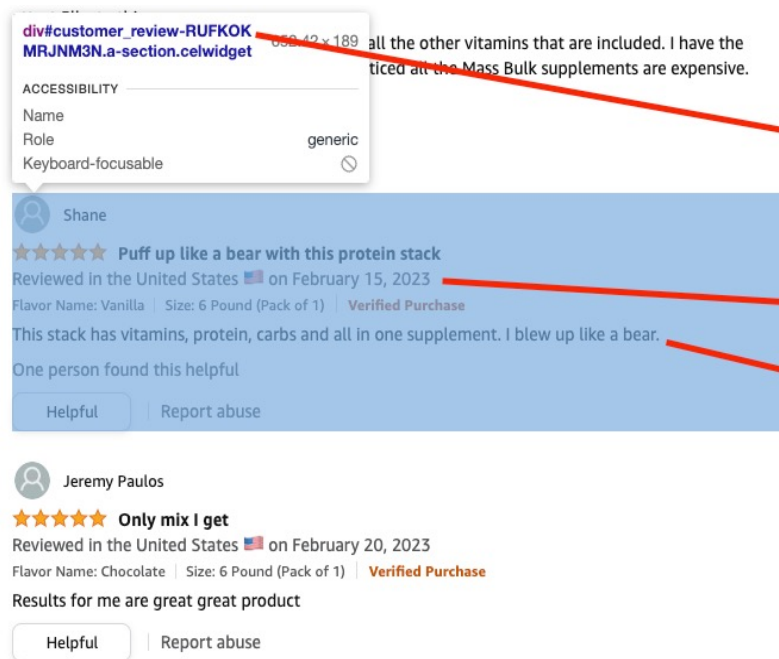 div#customer_review-RUFKOK
MRJNM3N.a-section.celwidget
652.42 × 189
all the other vitamins that are included. I have the
ticed all the Mass Bulk supplements are expensive.
ACCESSIBILITY
Name
Role generic
Keyboard-focusable
Shane
Puff up like a bear with this protein stack
Reviewed in the United States on February 15, 2023
Flavor Name: Vanilla | Size: 6 Pound (Pack of 1) | Verified Purchase
This stack has vitamins, protein, carbs and all in one supplement. I blew up like a bear.
One person found this helpful
Helpful | Report abuse
Jeremy Paulos
Only mix I get
Reviewed in the United States on February 20, 2023
Flavor Name: Chocolate | Size: 6 Pound (Pack of 1) | Verified Purchase
Results for me are great great product
Helpful | Report abuse